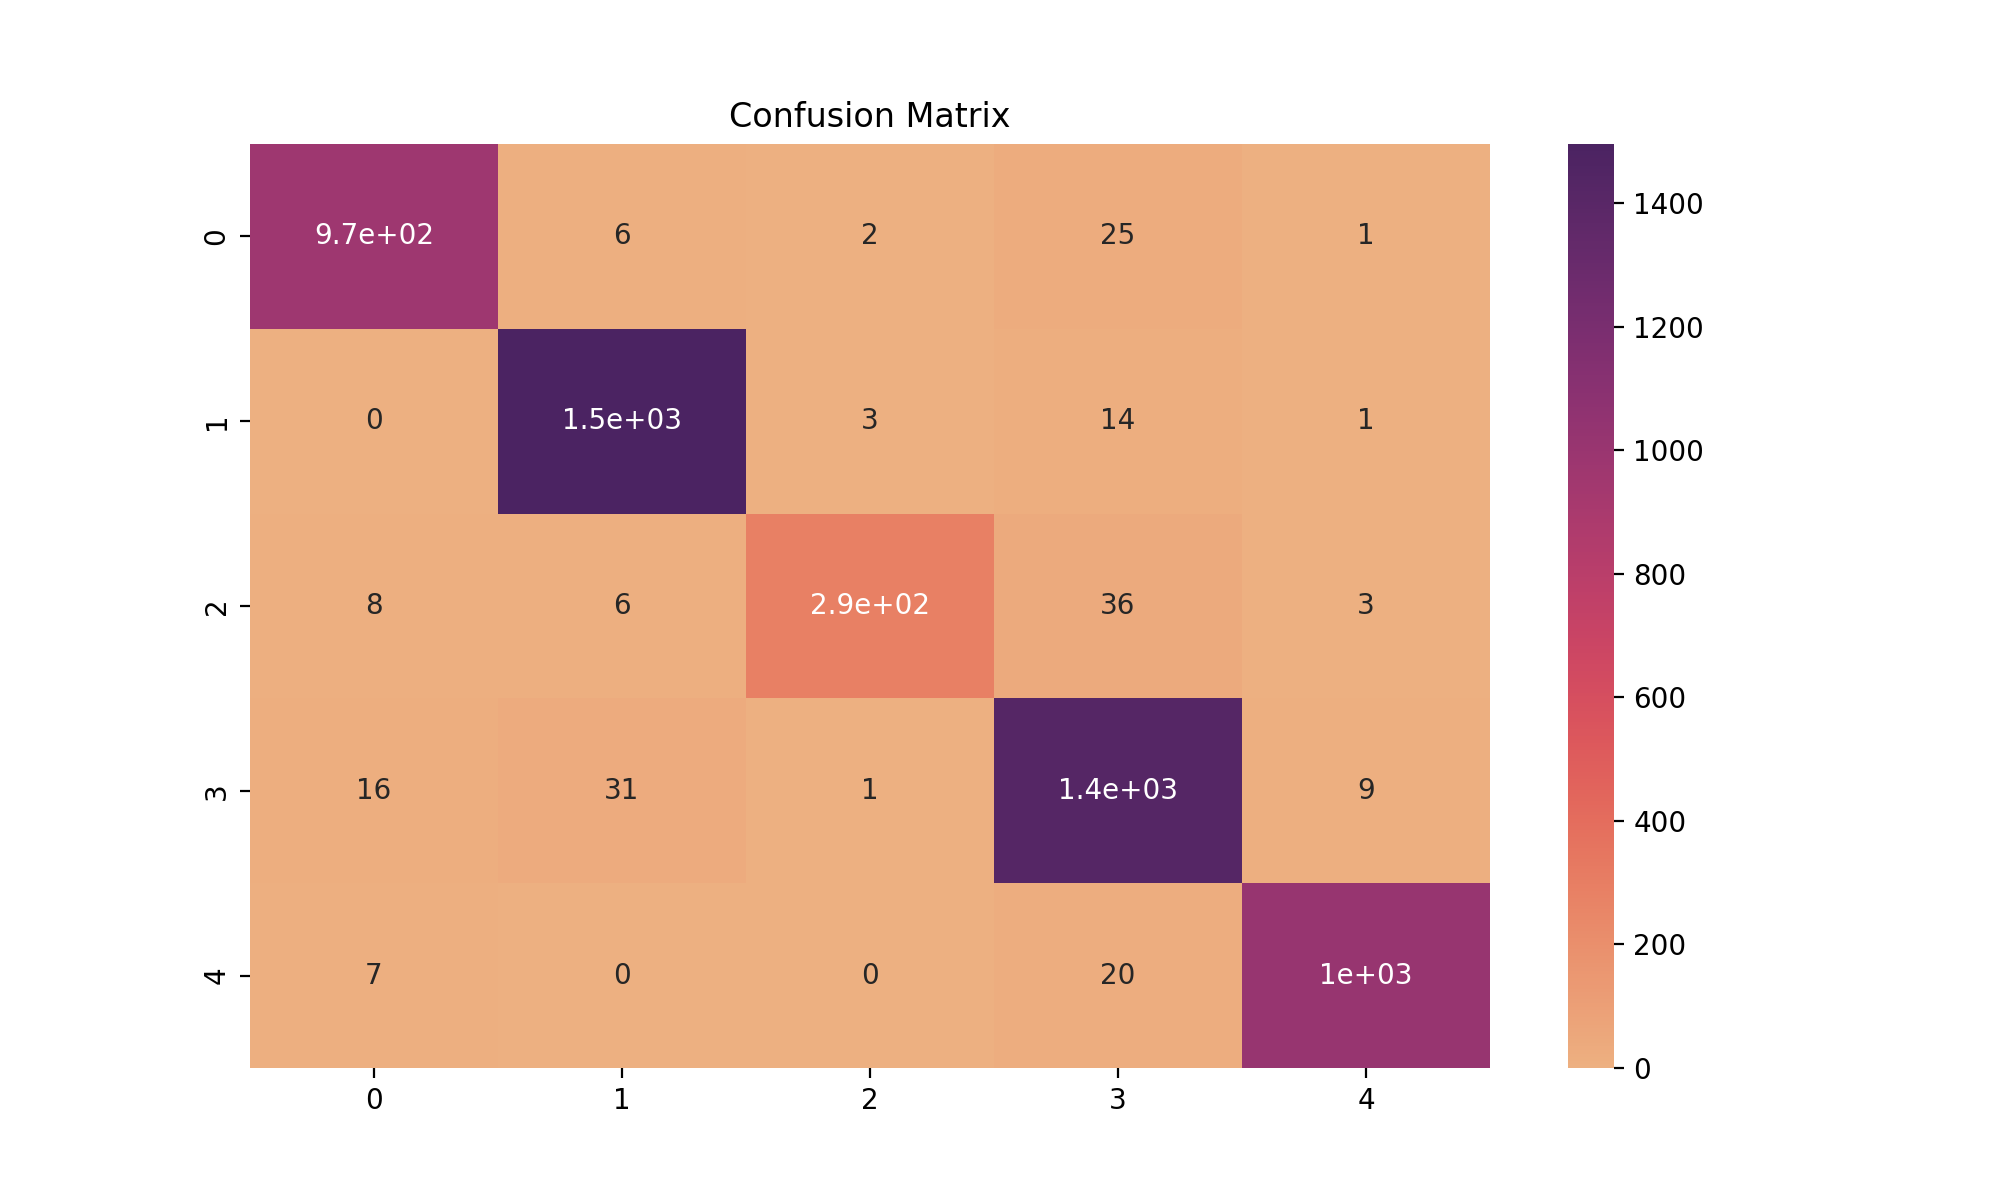 Confusion Matrix
0 9.7e+02 6 2 25 1
1 0 1.5e+03 3 14 1
2 8 6 2.9e+02 36 3
3 16 31 1 1.4e+03 9
4 7 0 0 20 1e+03
0 1 2 3 4
1400
1200
1000
800
600
400
200
0